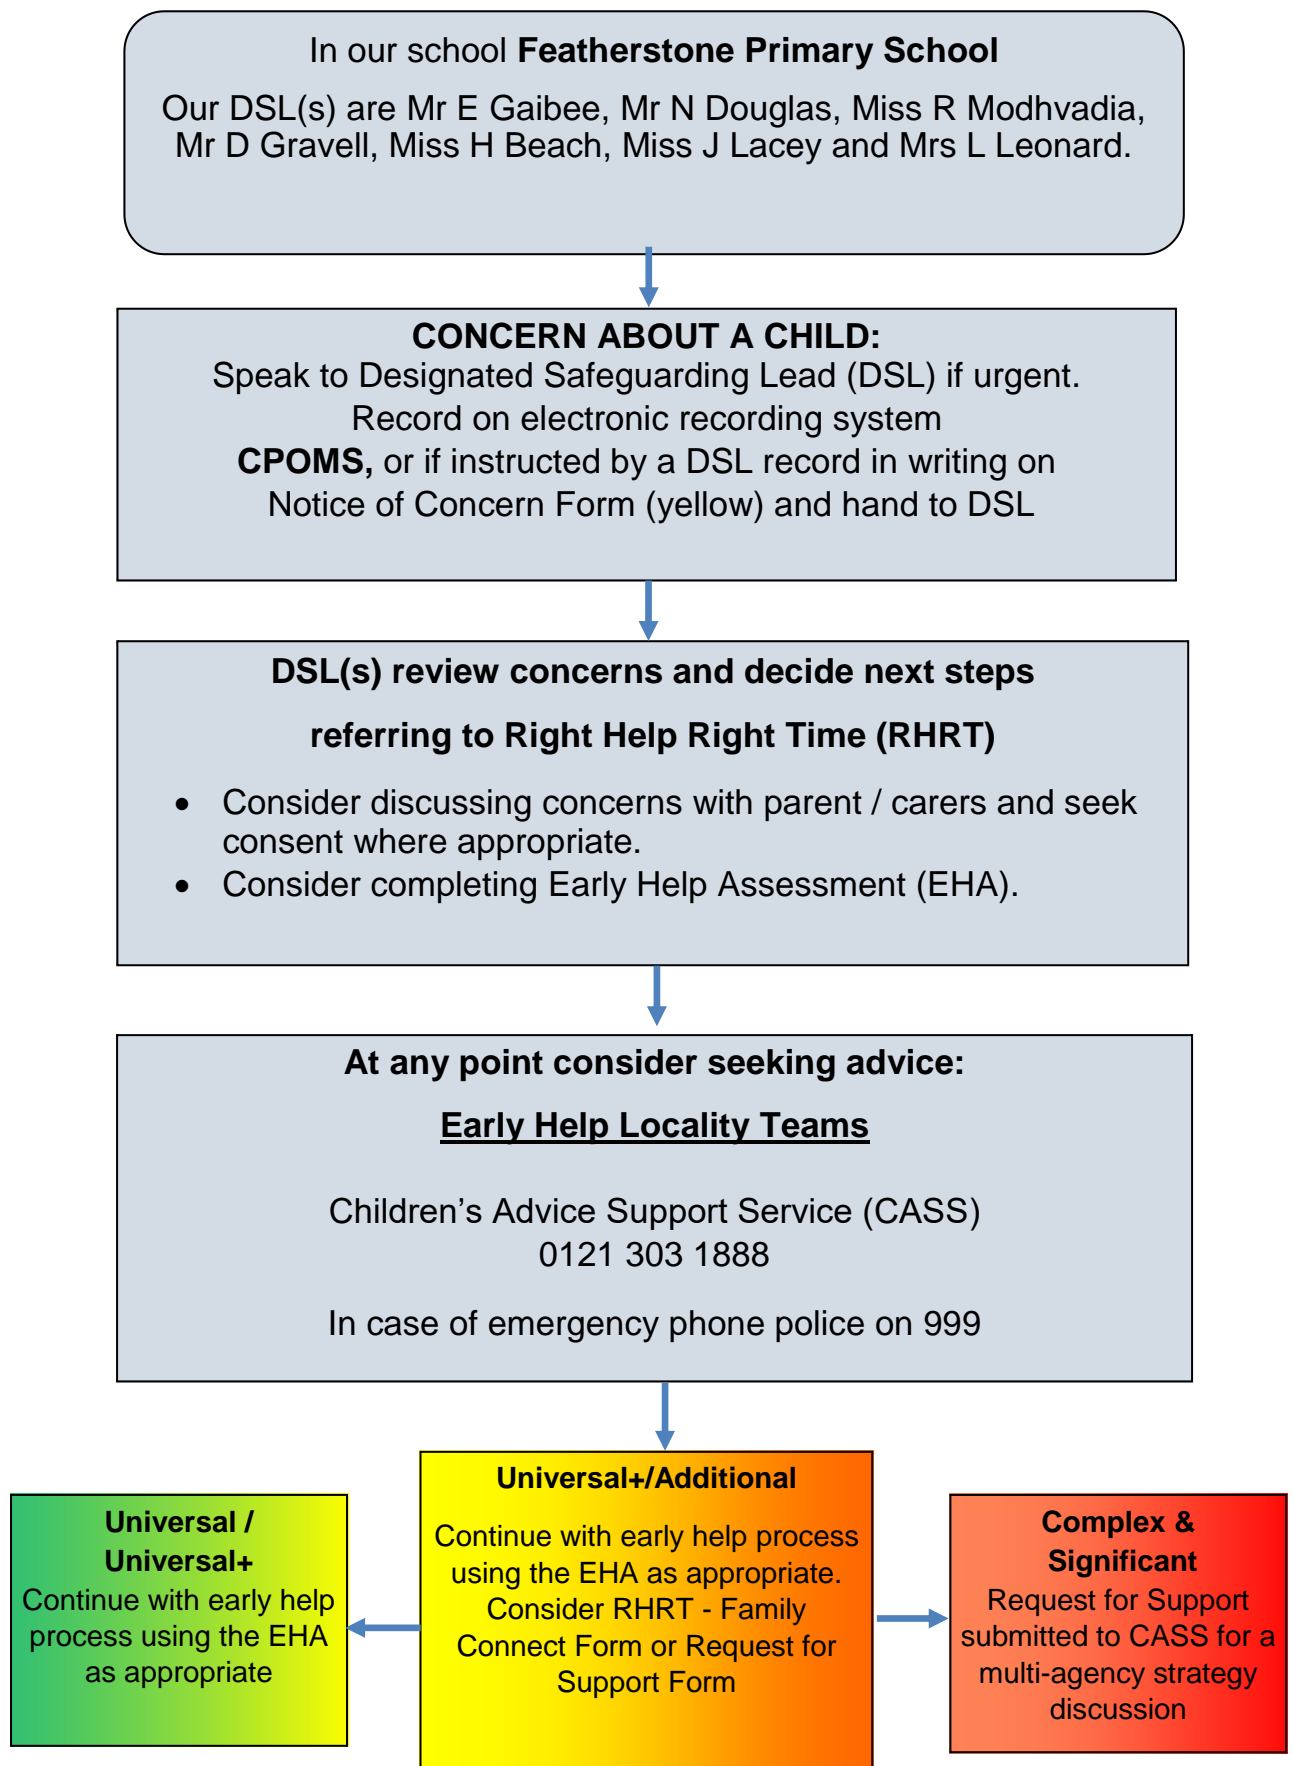 In our school Featherstone Primary School
Our DSL(s) are Mr E Gaibee, Mr N Douglas, Miss R Modhvadia,
Mr D Gravell, Miss H Beach, Miss J Lacey and Mrs L Leonard.
CONCERN ABOUT A CHILD:
Speak to Designated Safeguarding Lead (DSL) if urgent.
Record on electronic recording system
CPOMS, or if instructed by a DSL record in writing on
Notice of Concern Form (yellow) and hand to DSL
DSL(s) review concerns and decide next steps
referring to Right Help Right Time (RHRT)
• Consider discussing concerns with parent / carers and seek
consent where appropriate.
• Consider completing Early Help Assessment (EHA).
At any point consider seeking advice:
Early Help Locality Teams
Children’s Advice Support Service (CASS)
0121 303 1888
In case of emergency phone police on 999
Universal /
Universal+
Continue with early help
process using the EHA
as appropriate
Universal+/Additional
Continue with early help process
using the EHA as appropriate.
Consider RHRT - Family
Connect Form or Request for
Support Form
Complex &
Significant
Request for Support
submitted to CASS for a
multi-agency strategy
discussion